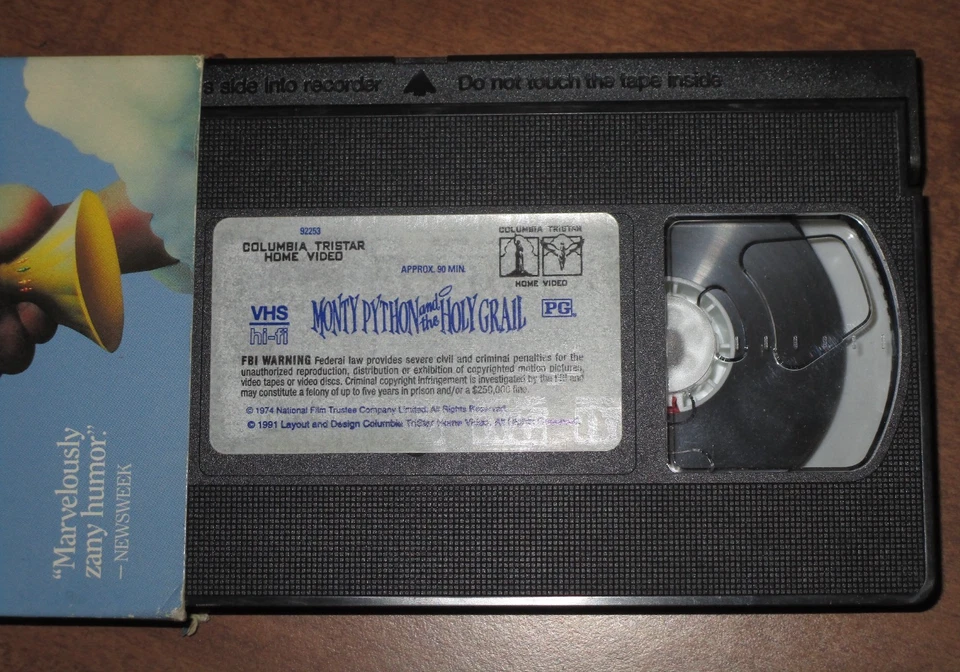 s side into recorder Do not touch the tape inside
92253
COLUMBIA TRISTAR
HOME VIDEO
COLUMBIA TRISTAR
HOME VIDEO
APPROX. 90 MIN.
VHS
hi-fi
MONTY PYTHON and the HOLY GRAIL
PG
FBI WARNING Federal law provides severe civil and criminal penalties for the
unauthorized reproduction, distribution or exhibition of copyrighted motion pictures,
video tapes or video discs. Criminal copyright infringement is investigated by the FBI and
may constitute a felony of up to five years in prison and/or a $250,000 fine.
© 1974 National Film Trustee Company Limited. All Rights Reserved.
© 1991 Layout and Design Columbia TriStar Home Video. All Rights Reserved.
“Marvelously
zany humor.”
—NEWSWEEK